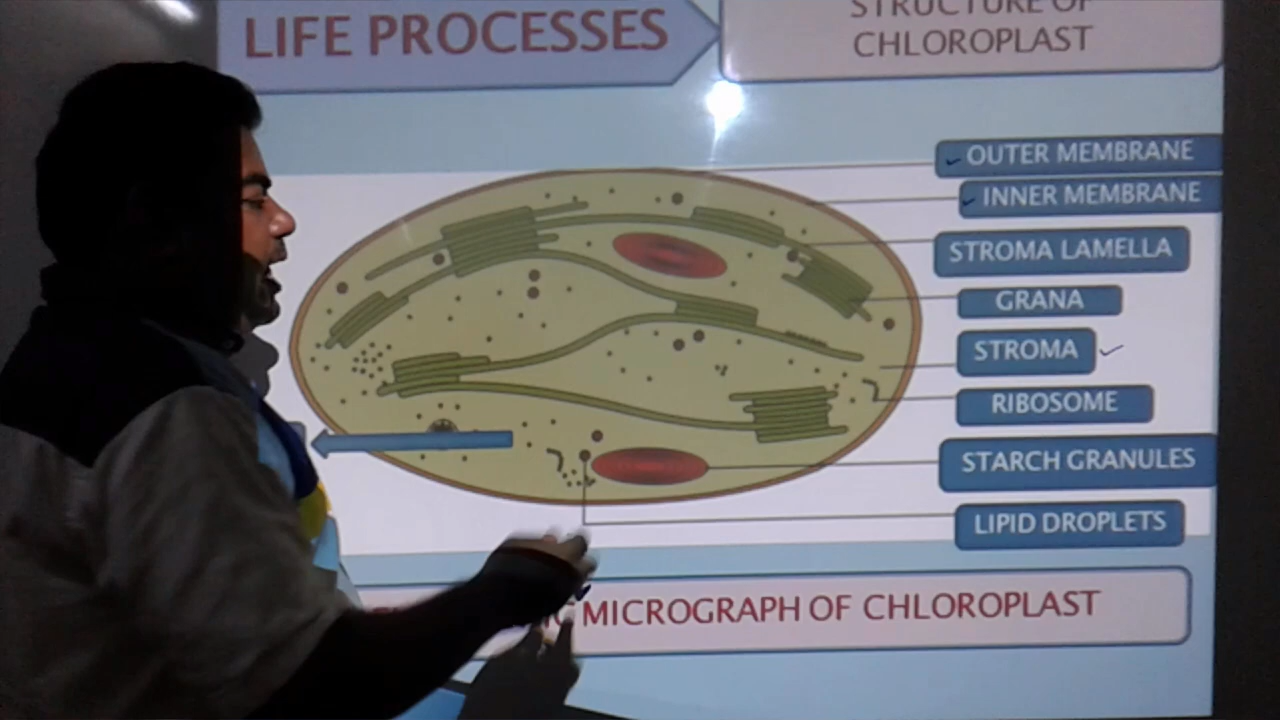 LIFE PROCESSES
STRUCTURE OF
CHLOROPLAST
OUTER MEMBRANE
INNER MEMBRANE
STROMA LAMELLA
GRANA
STROMA
RIBOSOME
STARCH GRANULES
LIPID DROPLETS
MICROGRAPH OF CHLOROPLAST